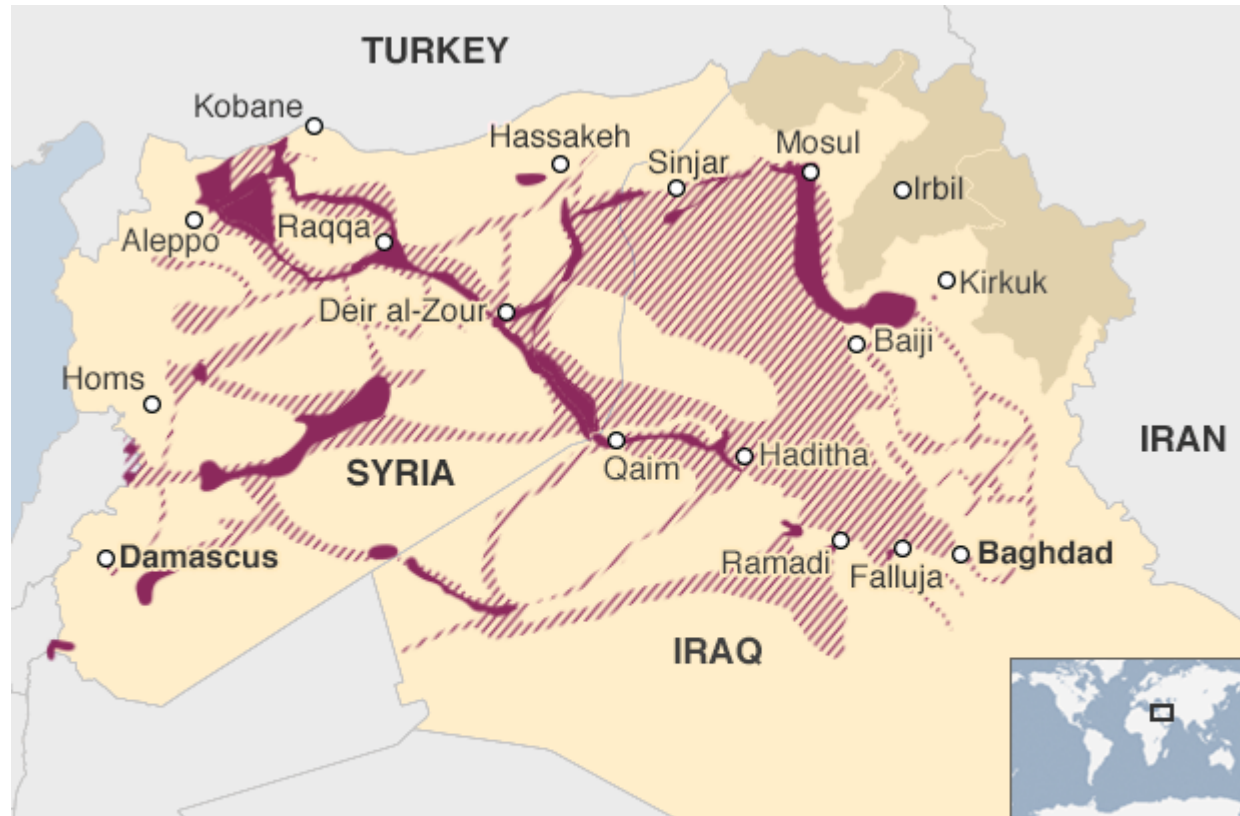 TURKEY
Kobane
Hassakeh
Sinjar
Mosul
Irbil
Aleppo
Raqqa
Kirkuk
Deir al-Zour
Baiji
Homs
IRAN
SYRIA
Qaim
Haditha
Damascus
Ramadi
Falluja
Baghdad
IRAQ